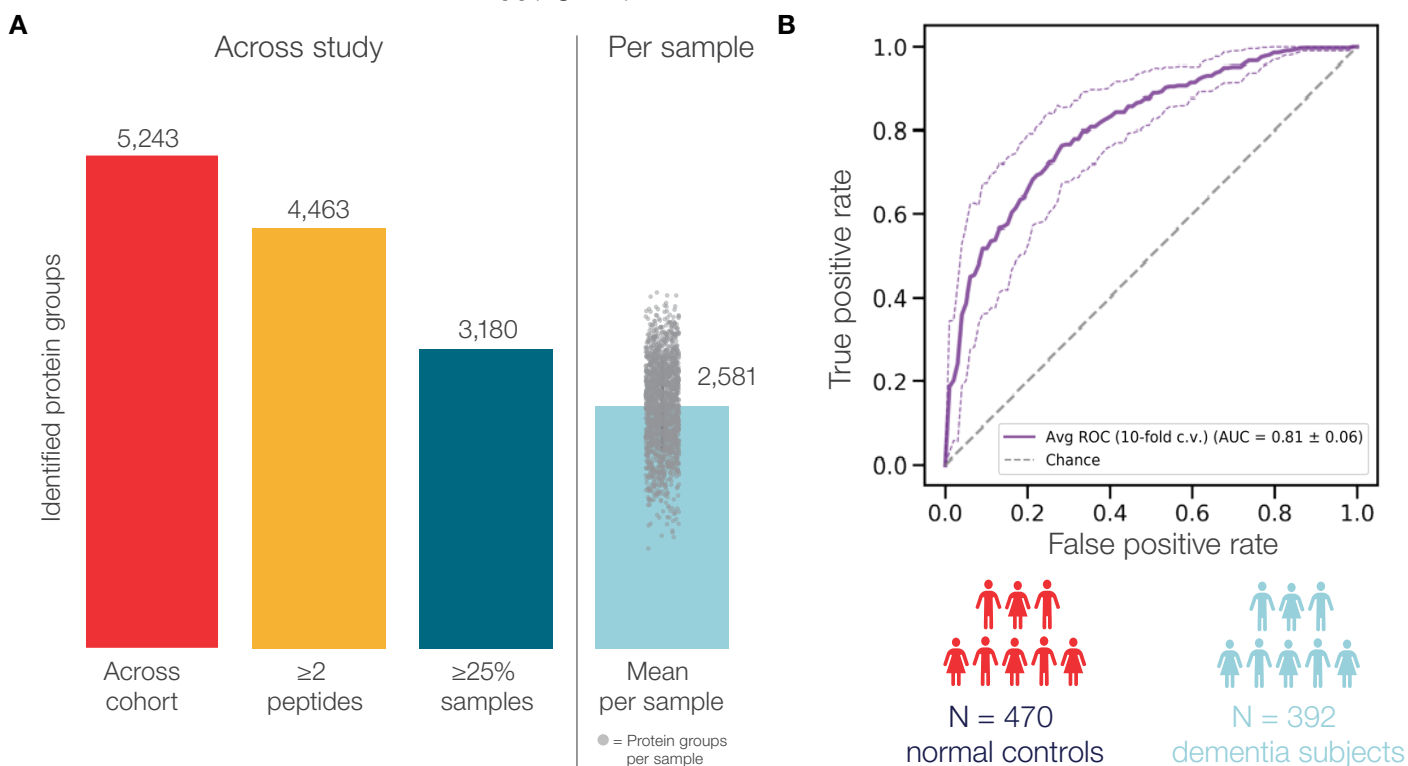 A
Across study
Per sample
Identified protein groups
5,243
4,463
3,180
2,581
Across
cohort
≥2
peptides
≥25%
samples
Mean
per sample
= Protein groups
per sample
B
True positive rate
1.0
0.8
0.6
0.4
0.2
0.0
Avg ROC (10-fold c.v.) (AUC = 0.81 ± 0.06)
Chance
0.0 0.2 0.4 0.6 0.8 1.0
False positive rate
N = 470
normal controls
N = 392
dementia subjects